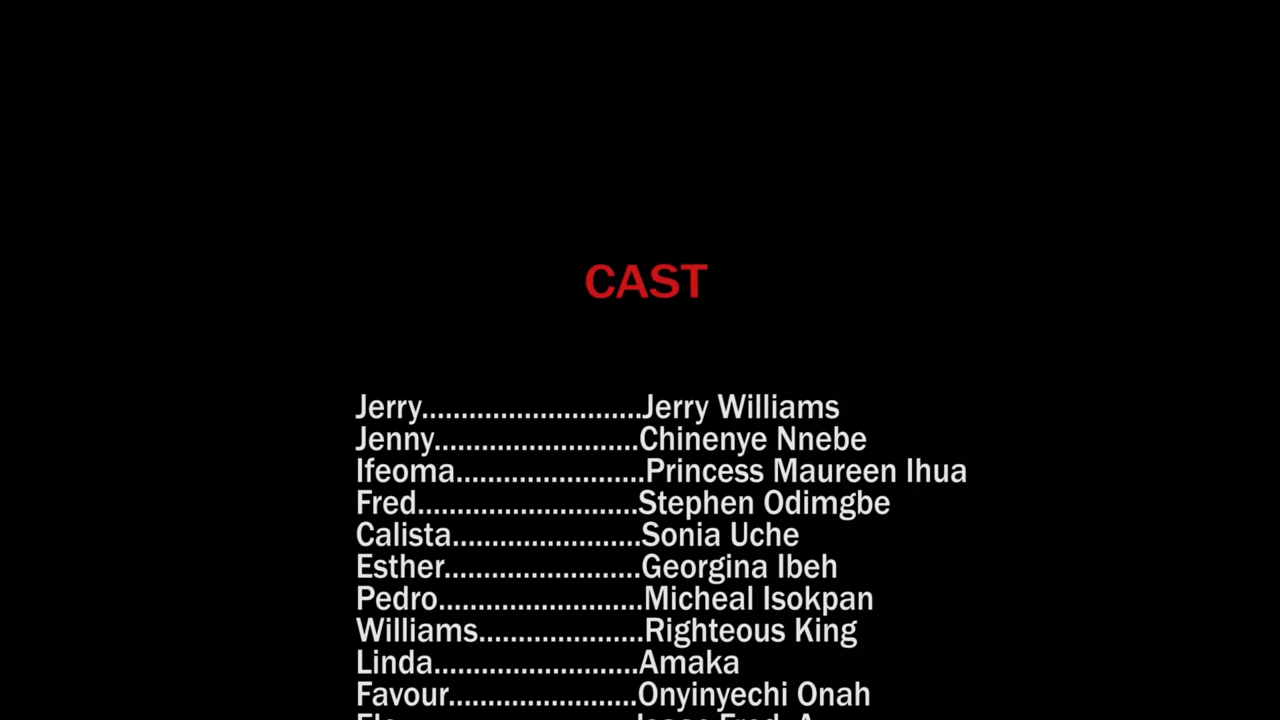 CAST
Jerry............................Jerry Williams
Jenny..........................Chinenye Nnebe
Ifeoma........................Princess Maureen Ihua
Fred............................Stephen Odimgbe
Calista........................Sonia Uche
Esther.........................Georgina Ibeh
Pedro..........................Micheal Isokpan
Williams.....................Righteous King
Linda..........................Amaka
Favour........................Onyinyechi Onah